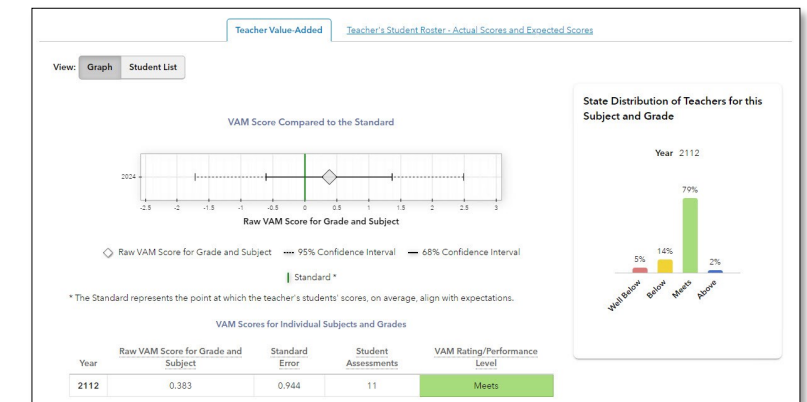 Teacher Value-Added
Teacher's Student Roster - Actual Scores and Expected Scores
View: Graph Student List
VAM Score Compared to the Standard
2024
-2.5 -2 -1.5 -1 -0.5 0 0.5 1 1.5 2 2.5 3
Raw VAM Score for Grade and Subject
Raw VAM Score for Grade and Subject 95% Confidence Interval 68% Confidence Interval
Standard *
* The Standard represents the point at which the teacher's students' scores, on average, align with expectations.
VAM Scores for Individual Subjects and Grades
Year Raw VAM Score for Grade and Subject Standard Error Student Assessments VAM Rating/Performance Level
2112 0.383 0.944 11 Meets
State Distribution of Teachers for this
Subject and Grade
Year 2112
5% 14% 79% 2%
Well Below Below Meets Above